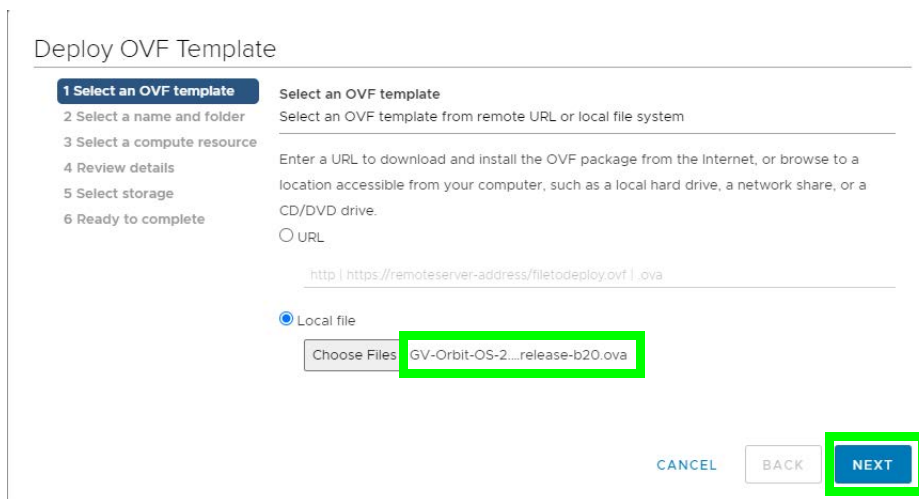 Deploy OVF Template
1 Select an OVF template
2 Select a name and folder
3 Select a compute resource
4 Review details
5 Select storage
6 Ready to complete
Select an OVF template
Select an OVF template from remote URL or local file system
Enter a URL to download and install the OVF package from the Internet, or browse to a
location accessible from your computer, such as a local hard drive, a network share, or a
CD/DVD drive.
URL
http | https://remoteserver-address/filetodeploy.ovf | .ova
Local file
Choose Files GV-Orbit-OS-2....release-b20.ova
CANCEL BACK NEXT